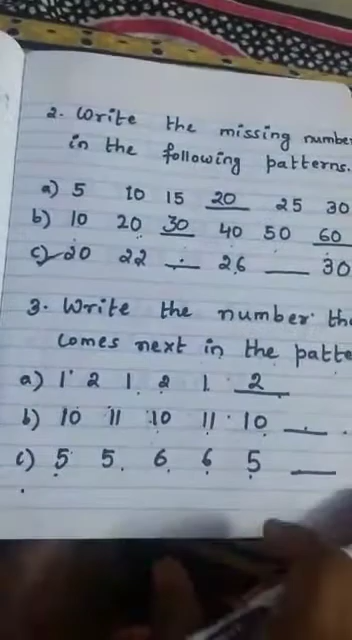 2. Write the missing number
in the following patterns.
a) 5 10 15 20 25 30
b) 10 20 30 40 50 60
c) 20 22 __ 26 __ 30
3. Write the number th
comes next in the patte
a) 1 2 1 2 1 2
b) 10 11 10 11 10 __
c) 5 5 6 6 5 __